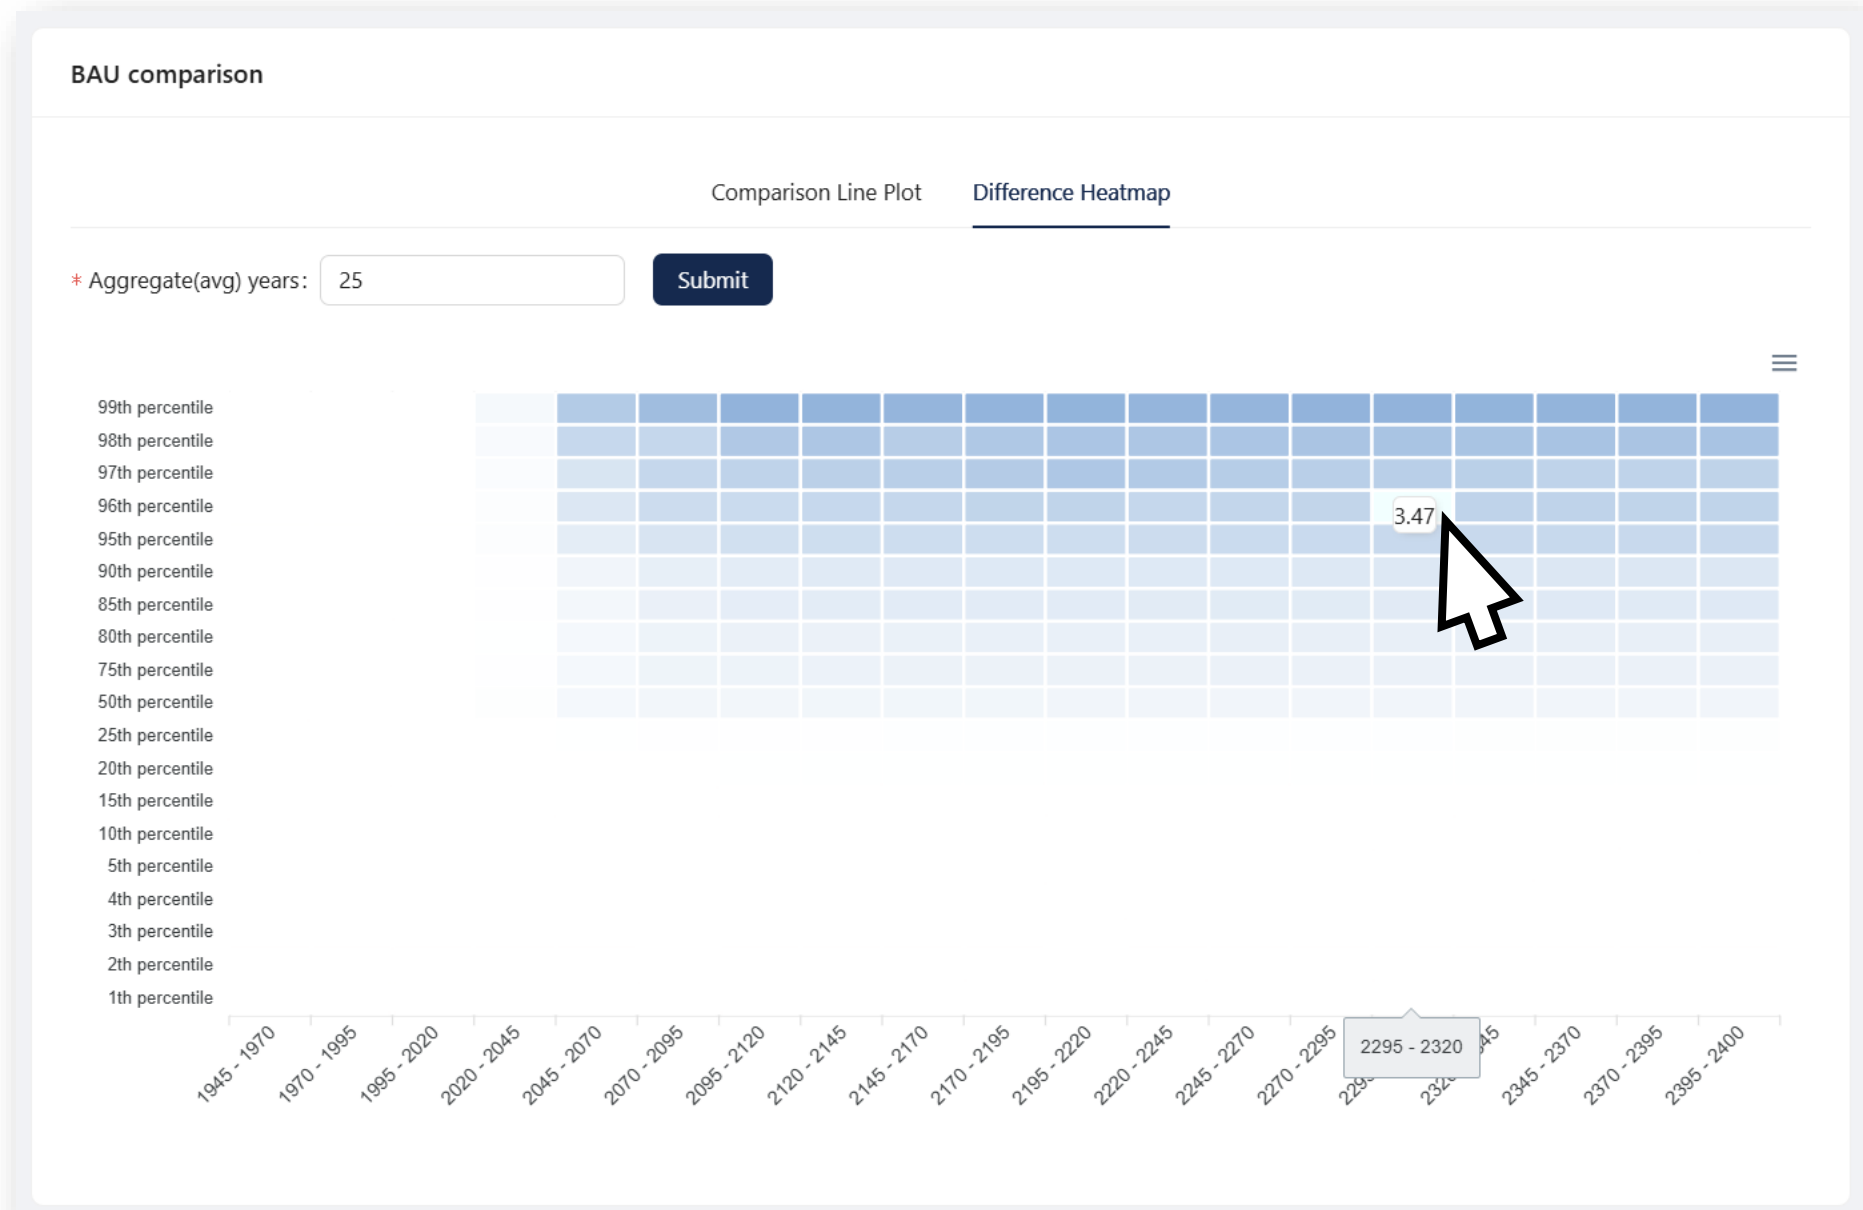 BAU comparison
Comparison Line Plot
Difference Heatmap
* Aggregate(avg) years:
25
Submit
99th percentile
98th percentile
97th percentile
96th percentile
3.47
95th percentile
90th percentile
85th percentile
80th percentile
75th percentile
50th percentile
25th percentile
20th percentile
15th percentile
10th percentile
5th percentile
4th percentile
3th percentile
2th percentile
1th percentile
1945 - 1970
1970 - 1995
1995 - 2020
2020 - 2045
2045 - 2070
2070 - 2095
2095 - 2120
2120 - 2145
2145 - 2170
2170 - 2195
2195 - 2220
2220 - 2245
2245 - 2270
2270 - 2295
2295 - 2320
2345 - 2370
2370 - 2395
2395 - 2400